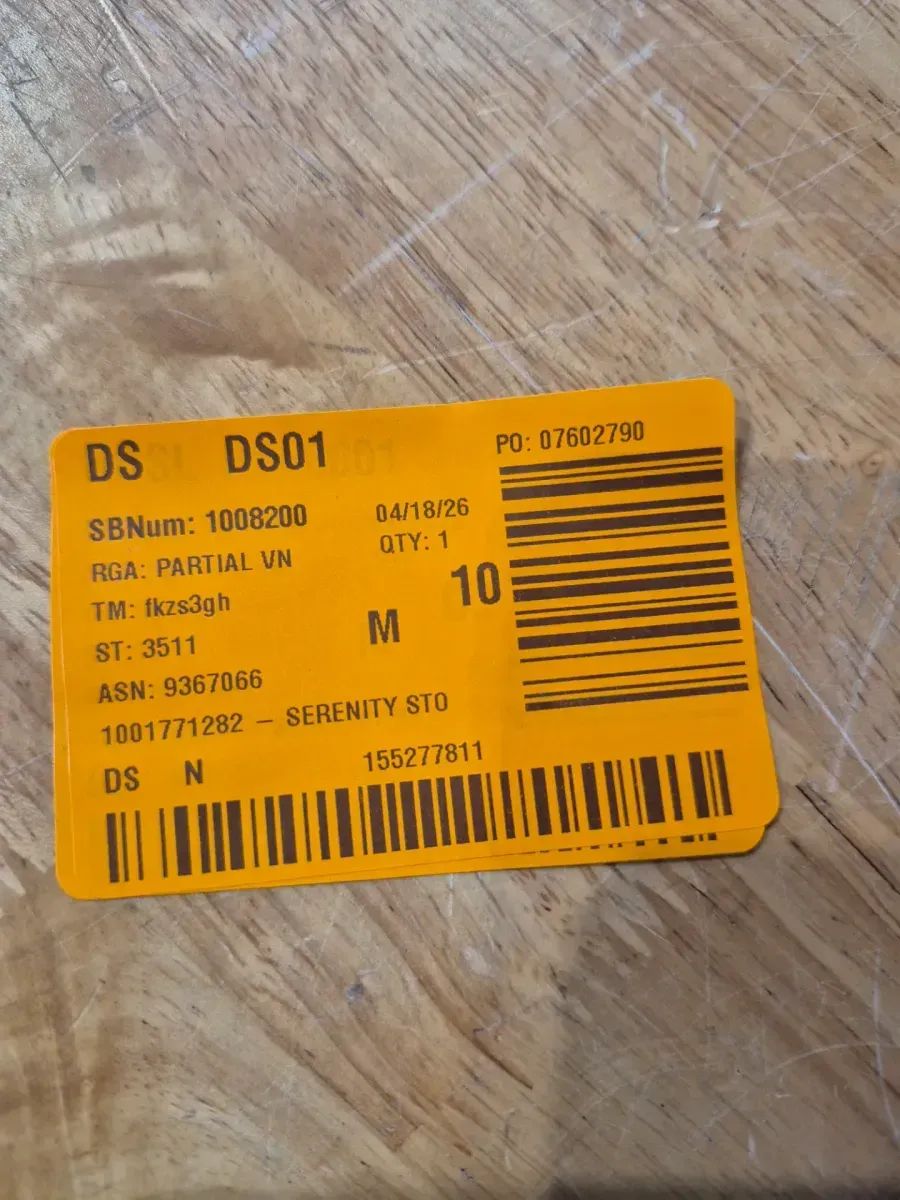 DS DS01
PO: 07602790
SBNum: 1008200
04/18/26
RGA: PARTIAL VN
QTY: 1
TM: fkzs3gh
10
M
ST: 3511
ASN: 9367066
1001771282 – SERENITY STO
DS N
155277811